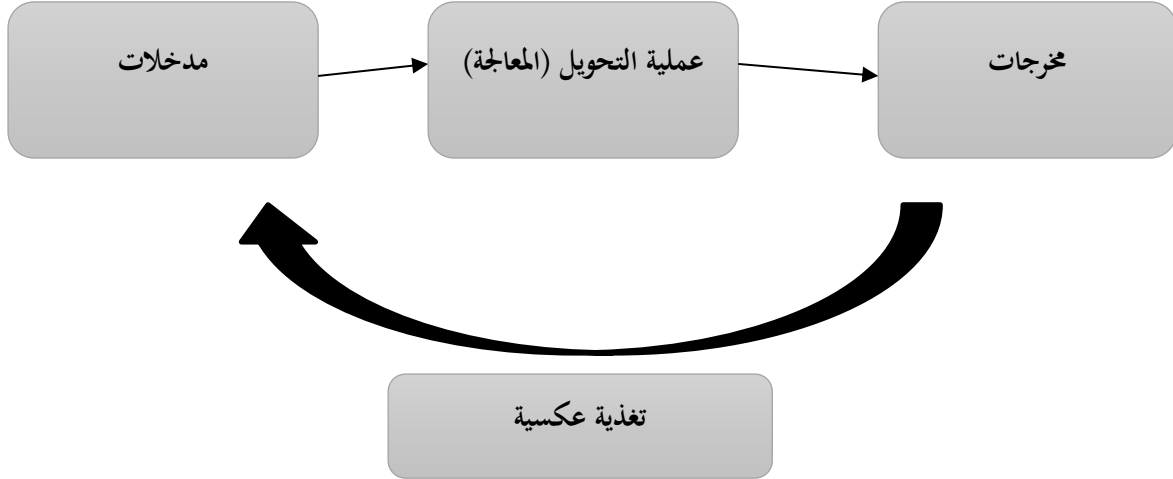 مدخلات
عملية التحويل (المعالجة)
مخرجات
تغذية عكسية